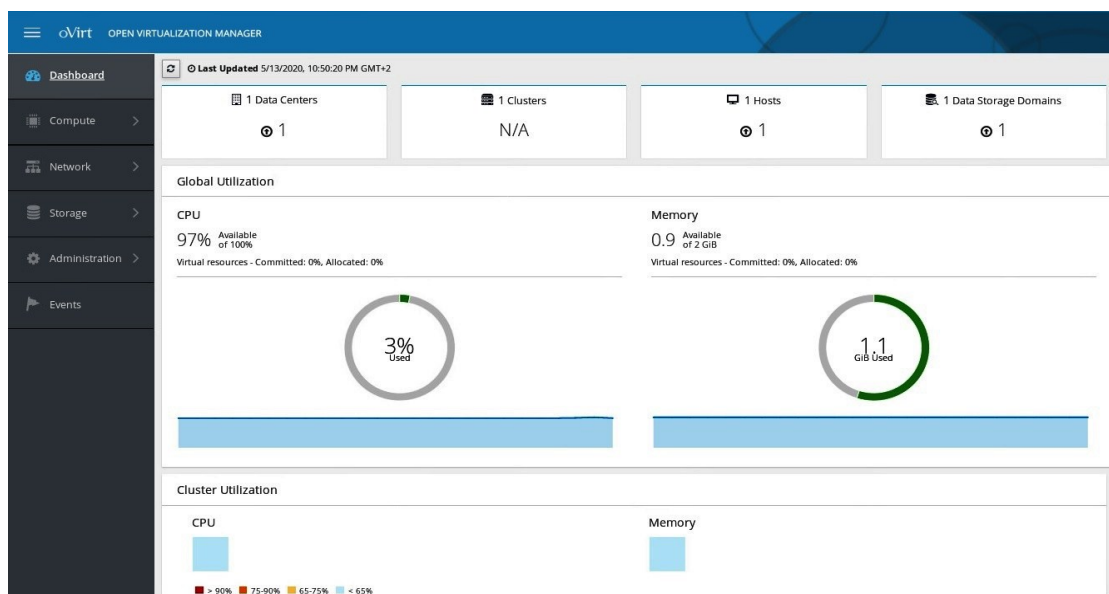 oVirt OPEN VIRTUALIZATION MANAGER
Dashboard
Compute
Network
Storage
Administration
Events
Last Updated 5/13/2020, 10:50:20 PM GMT+2
1 Data Centers
1
1 Clusters
N/A
1 Hosts
1
1 Data Storage Domains
1
Global Utilization
CPU
97% Available
of 100%
Virtual resources - Committed: 0%, Allocated: 0%
3%
Used
Memory
0.9 Available
of 2 GiB
Virtual resources - Committed: 0%, Allocated: 0%
1.1
GiB Used
Cluster Utilization
CPU
Memory
> 90% 75-90% 65-75% < 65%